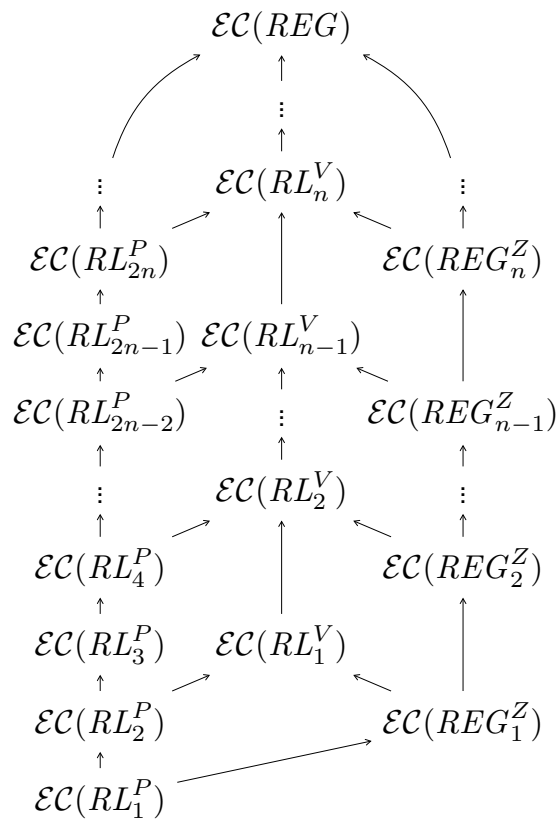 ℰ𝒞(REG)
⋮
⋮ ℰ𝒞(RL_n^V) ⋮
ℰ𝒞(RL_{2n}^P) ℰ𝒞(REG_n^Z)
ℰ𝒞(RL_{2n−1}^P) ℰ𝒞(RL_{n−1}^V)
ℰ𝒞(RL_{2n−2}^P) ⋮ ℰ𝒞(REG_{n−1}^Z)
⋮ ℰ𝒞(RL_2^V) ⋮
ℰ𝒞(RL_4^P) ℰ𝒞(REG_2^Z)
ℰ𝒞(RL_3^P) ℰ𝒞(RL_1^V)
ℰ𝒞(RL_2^P) ℰ𝒞(REG_1^Z)
ℰ𝒞(RL_1^P)